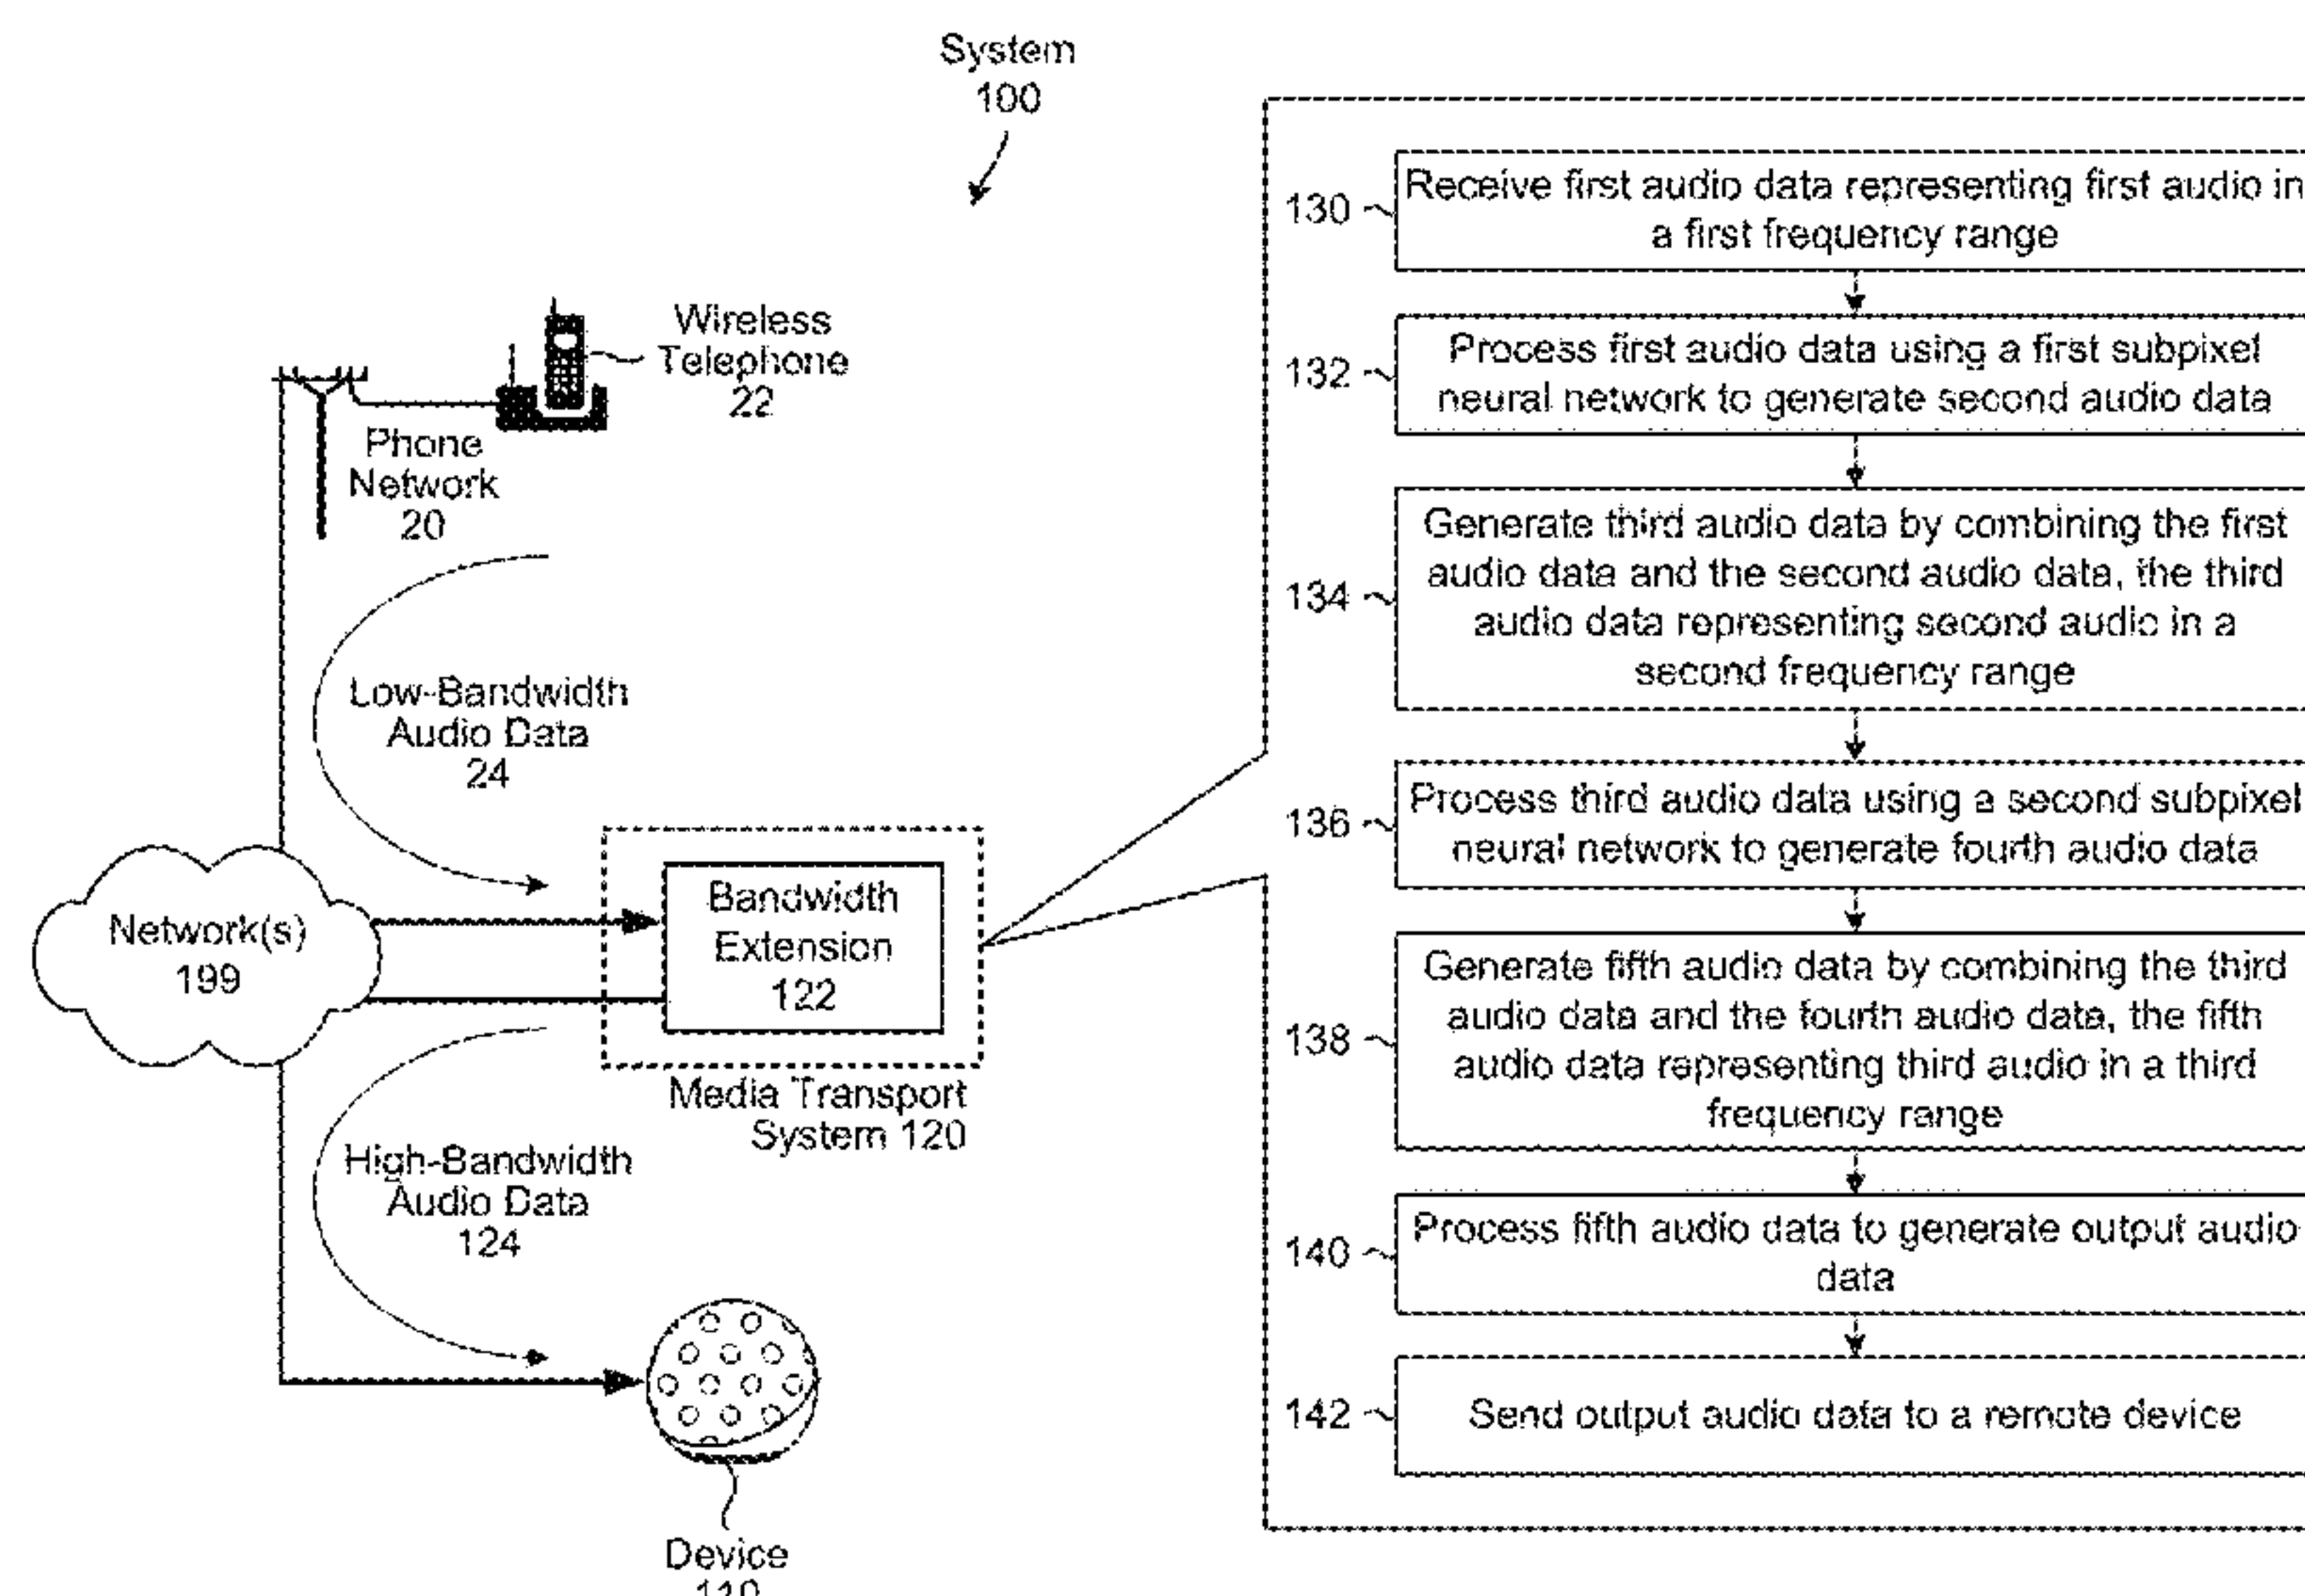 System
100
Wireless
Telephone
22
Phone
Network
20
Low-Bandwidth
Audio Data
24
Network(s)
199
Bandwidth
Extension
122
Media Transport
System 120
High-Bandwidth
Audio Data
124
Device
110
130
Receive first audio data representing first audio in
a first frequency range
132
Process first audio data using a first subpixel
neural network to generate second audio data
134
Generate third audio data by combining the first
audio data and the second audio data, the third
audio data representing second audio in a
second frequency range
136
Process third audio data using a second subpixel
neural network to generate fourth audio data
138
Generate fifth audio data by combining the third
audio data and the fourth audio data, the fifth
audio data representing third audio in a third
frequency range
140
Process fifth audio data to generate output audio
data
142
Send output audio data to a remote device